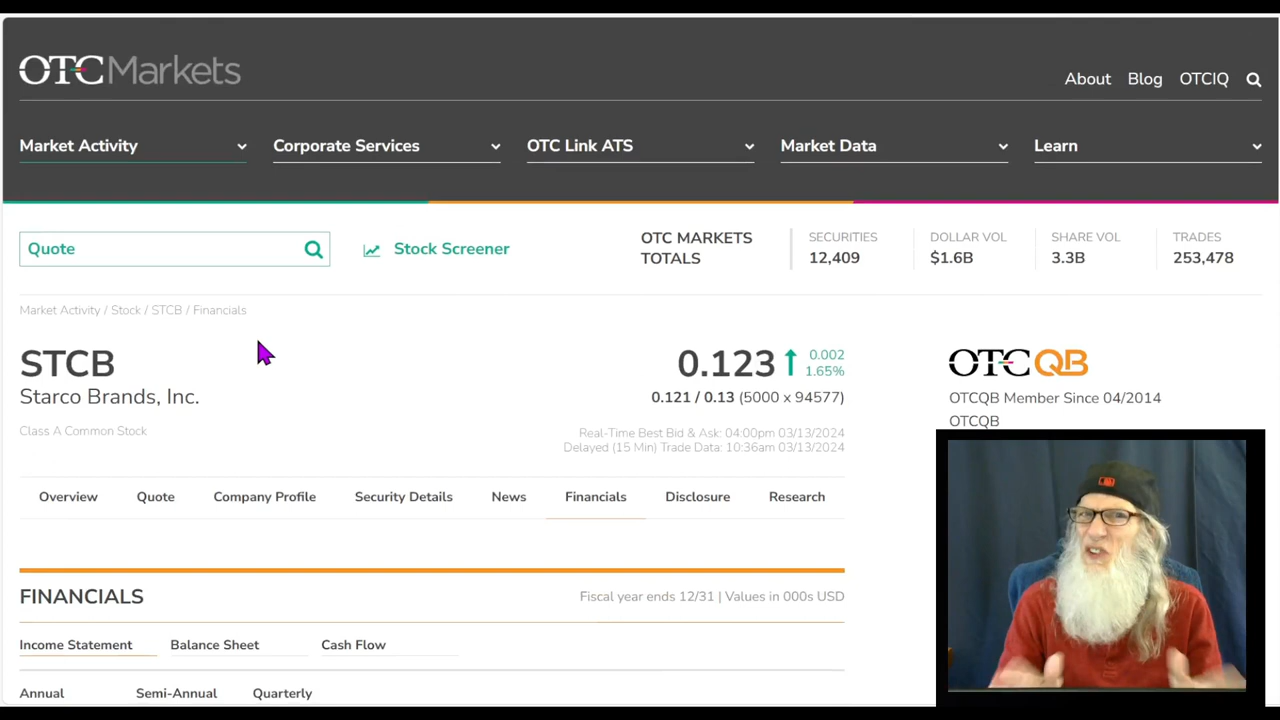 OTCMarkets
About Blog OTCIQ
Market Activity Corporate Services OTC Link ATS Market Data Learn
Quote
Stock Screener
OTC MARKETS
TOTALS
SECURITIES
12,409
DOLLAR VOL
$1.6B
SHARE VOL
3.3B
TRADES
253,478
Market Activity / Stock / STCB / Financials
STCB
Starco Brands, Inc.
Class A Common Stock
0.123
0.002
1.65%
0.121 / 0.13 (5000 x 94577)
Real-Time Best Bid & Ask: 04:00pm 03/13/2024
Delayed (15 Min) Trade Data: 10:36am 03/13/2024
OTCQB
OTCQB Member Since 04/2014
OTCQB
Overview Quote Company Profile Security Details News Financials Disclosure Research
FINANCIALS
Fiscal year ends 12/31 | Values in 000s USD
Income Statement Balance Sheet Cash Flow
Annual Semi-Annual Quarterly